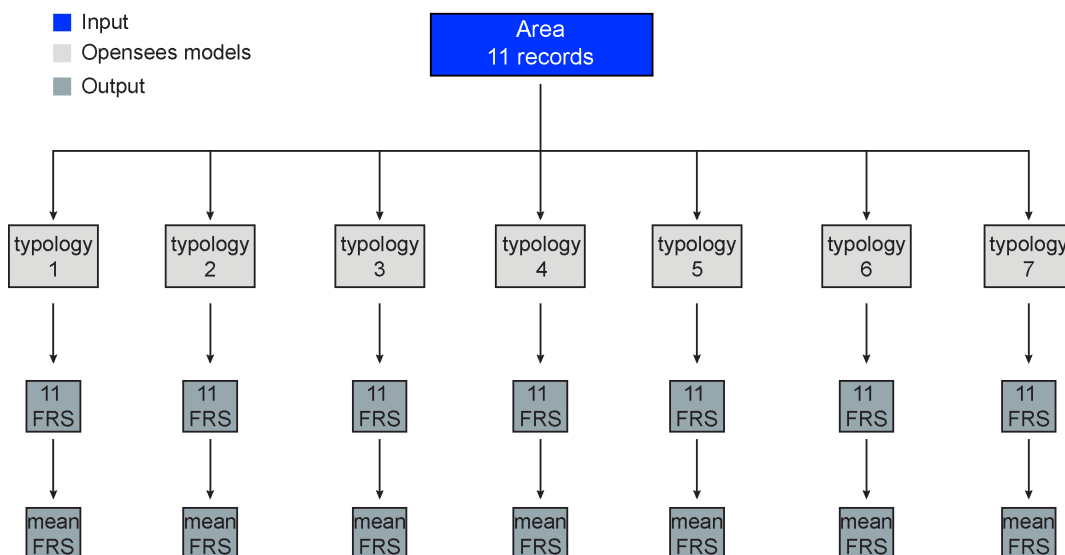 Input
Opensees models
Output
Area
11 records
typology
1
typology
2
typology
3
typology
4
typology
5
typology
6
typology
7
11
FRS
11
FRS
11
FRS
11
FRS
11
FRS
11
FRS
11
FRS
mean
FRS
mean
FRS
mean
FRS
mean
FRS
mean
FRS
mean
FRS
mean
FRS